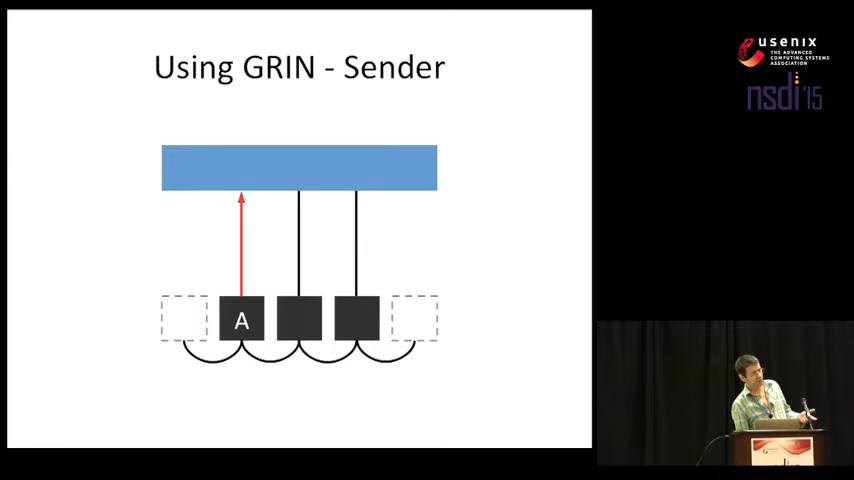 Using GRIN - Sender
A
usenix
THE ADVANCED
COMPUTING SYSTEMS
ASSOCIATION
nsdi '15